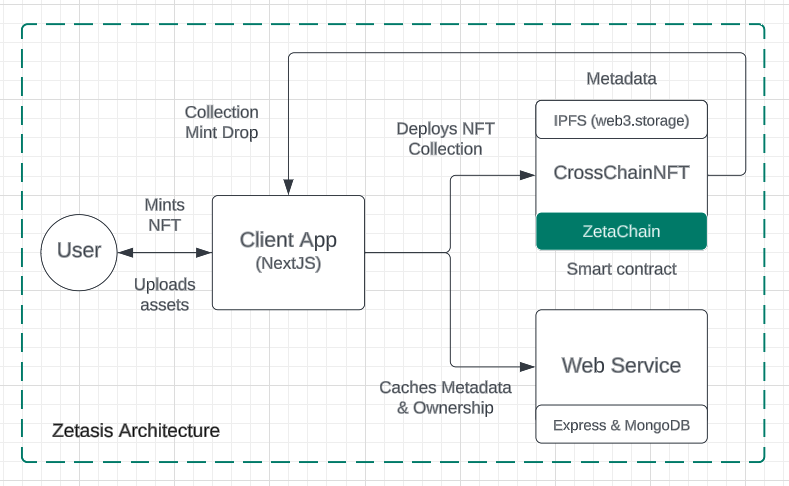 Metadata
Collection
Mint Drop
Deploys NFT
Collection
IPFS (web3.storage)
CrossChainNFT
ZetaChain
Smart contract
Mints
NFT
User
Uploads
assets
Client App
(NextJS)
Caches Metadata
& Ownership
Web Service
Express & MongoDB
Zetasis Architecture